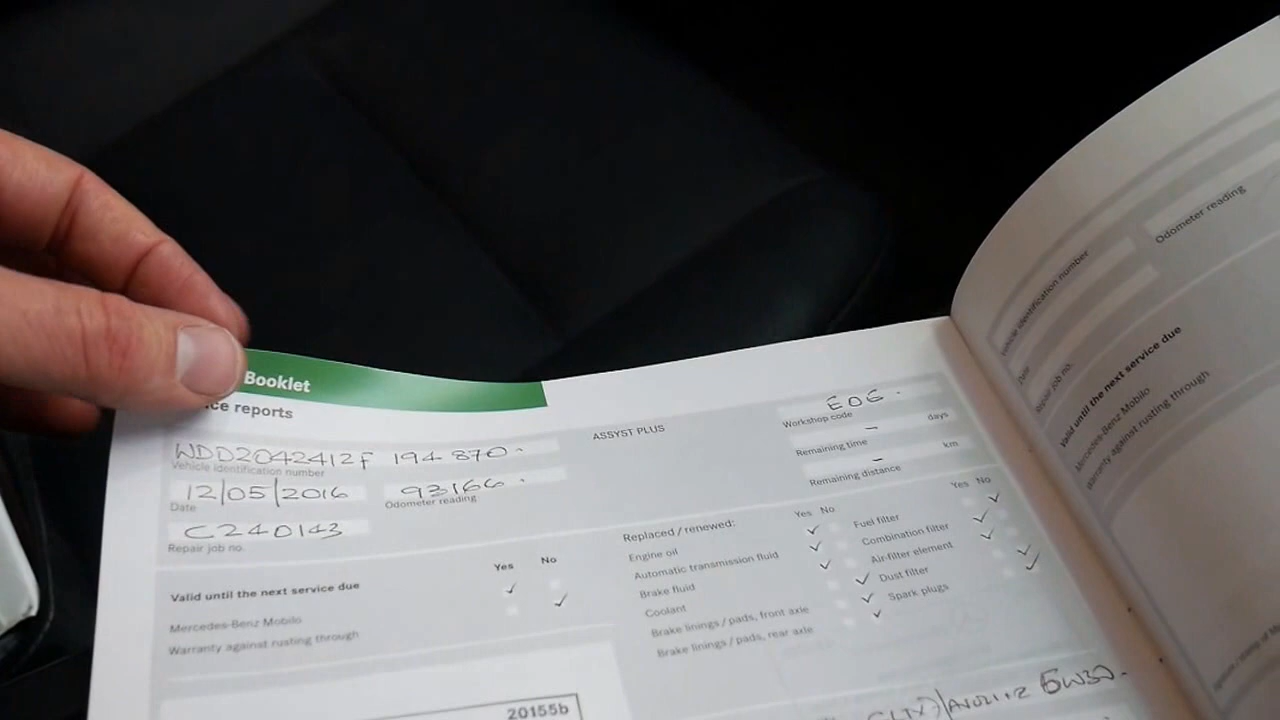 Booklet
ce reports
WDD2042412F 194 870.
Vehicle identification number
12/05/2016 93166.
Date Odometer reading
C240143
Repair job no.
ASSYST PLUS
EDE.
Workshop code
– days
Remaining time
– km
Remaining distance
Yes No
Valid until the next service due
Mercedes-Benz Mobilo
Warranty against rusting through
Replaced / renewed: Yes No
Engine oil
Automatic transmission fluid
Brake fluid
Coolant
Brake linings / pads, front axle
Brake linings / pads, rear axle
Yes No
Fuel filter
Combination filter
Air-filter element
Dust filter
Spark plugs
20155b
5W30.
Vehicle identification number
Odometer reading
Date
Repair job no.
Valid until the next service due
Mercedes-Benz Mobilo
Warranty against rusting through